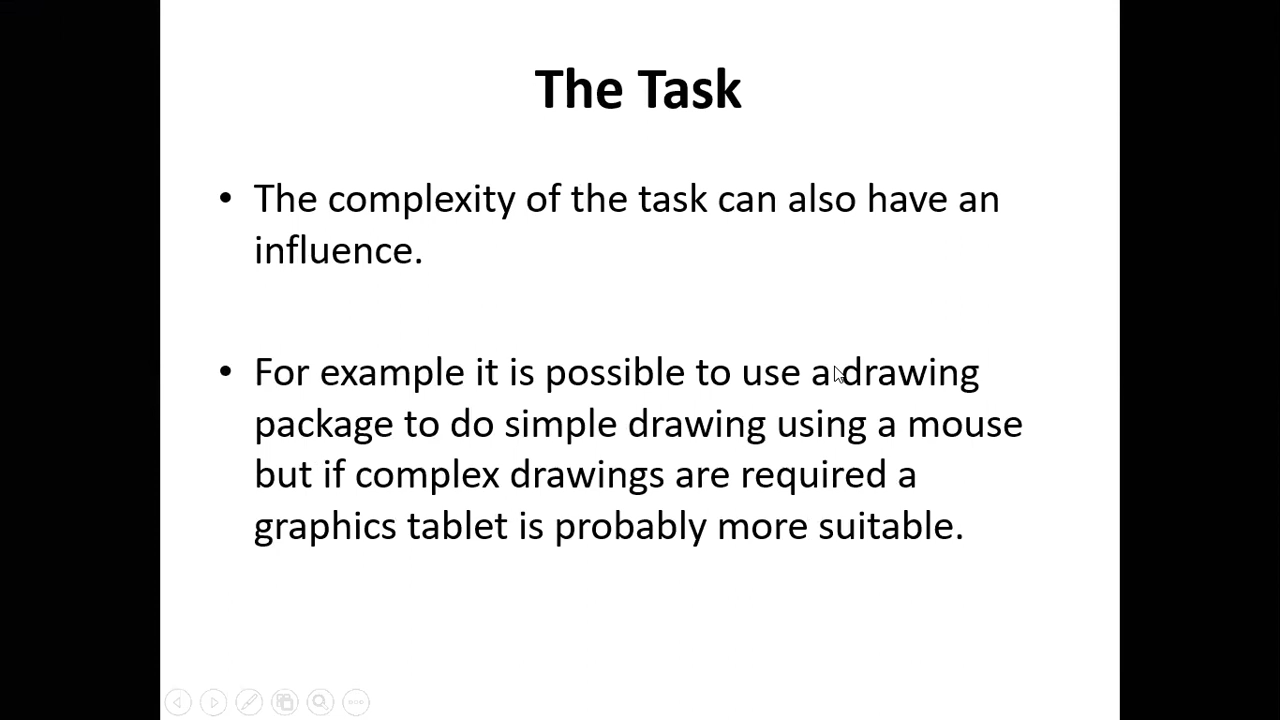 The Task
• The complexity of the task can also have an
influence.
• For example it is possible to use a drawing
package to do simple drawing using a mouse
but if complex drawings are required a
graphics tablet is probably more suitable.